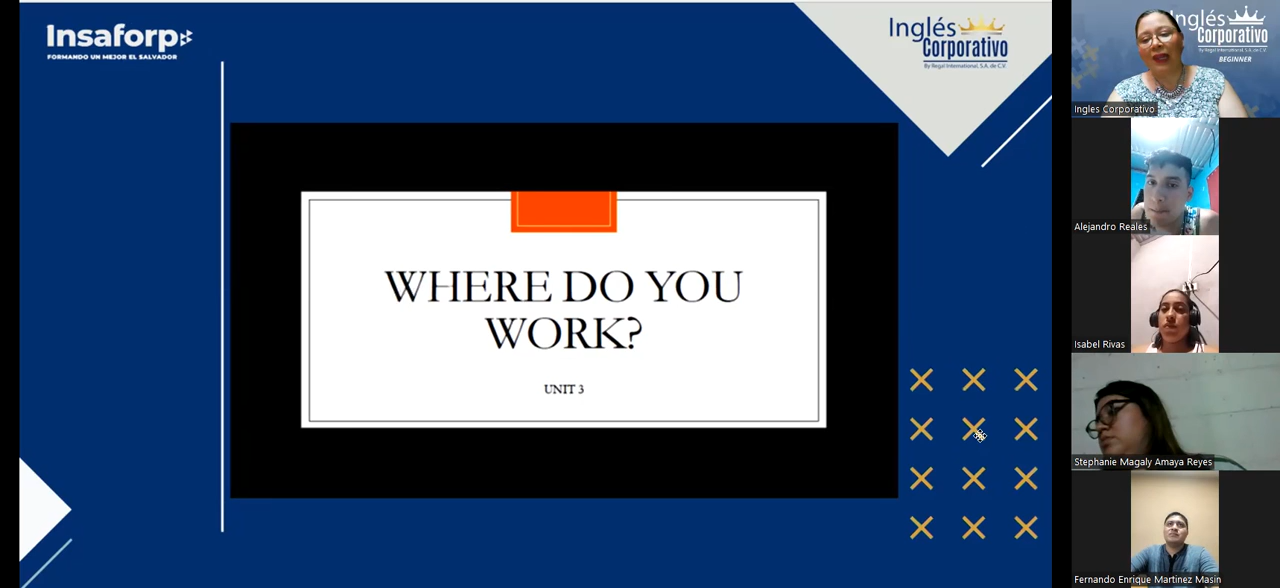 Insaforp
FORMANDO UN MEJOR EL SALVADOR
Inglés
Corporativo
By Regal International, S.A. de C.V.
WHERE DO YOU
WORK?
UNIT 3
Inglés
Corporativo
BEGINNER
Ingles Corporativo
Alejandro Reales
Isabel Rivas
Stephanie Magaly Amaya Reyes
Fernando Enrique Martinez Masin